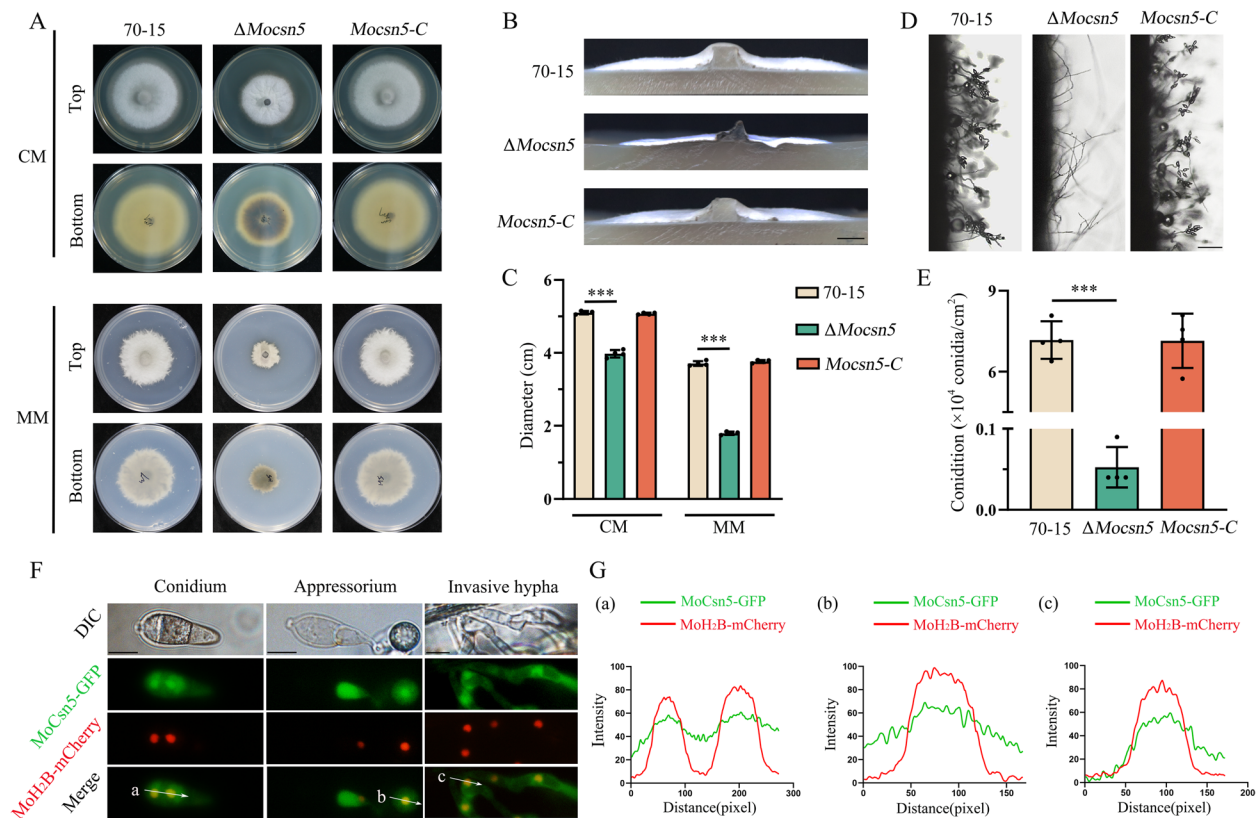 A
70-15
ΔMocsn5
Mocsn5-C
CM
Top
Bottom
MM
Top
Bottom
B
70-15
ΔMocsn5
Mocsn5-C
C
Diameter (cm)
6
4
2
0
***
***
CM
MM
70-15
ΔMocsn5
Mocsn5-C
D
70-15
ΔMocsn5
Mocsn5-C
E
Conidition (×10⁴ conidia/cm²)
9
6
0.1
0.0
***
70-15
ΔMocsn5
Mocsn5-C
F
Conidium
Appressorium
Invasive hypha
DIC
MoCsn5-GFP
MoH₂B-mCherry
Merge
a
b
c
G
(a)
MoCsn5-GFP
MoH₂B-mCherry
Intensity
100
80
60
40
20
0
0
100
200
300
Distance(pixel)
(b)
MoCsn5-GFP
MoH₂B-mCherry
Intensity
100
80
60
40
20
0
0
50
100
150
Distance(pixel)
(c)
MoCsn5-GFP
MoH₂B-mCherry
Intensity
100
80
60
40
20
0
0
50
100
150
200
Distance(pixel)